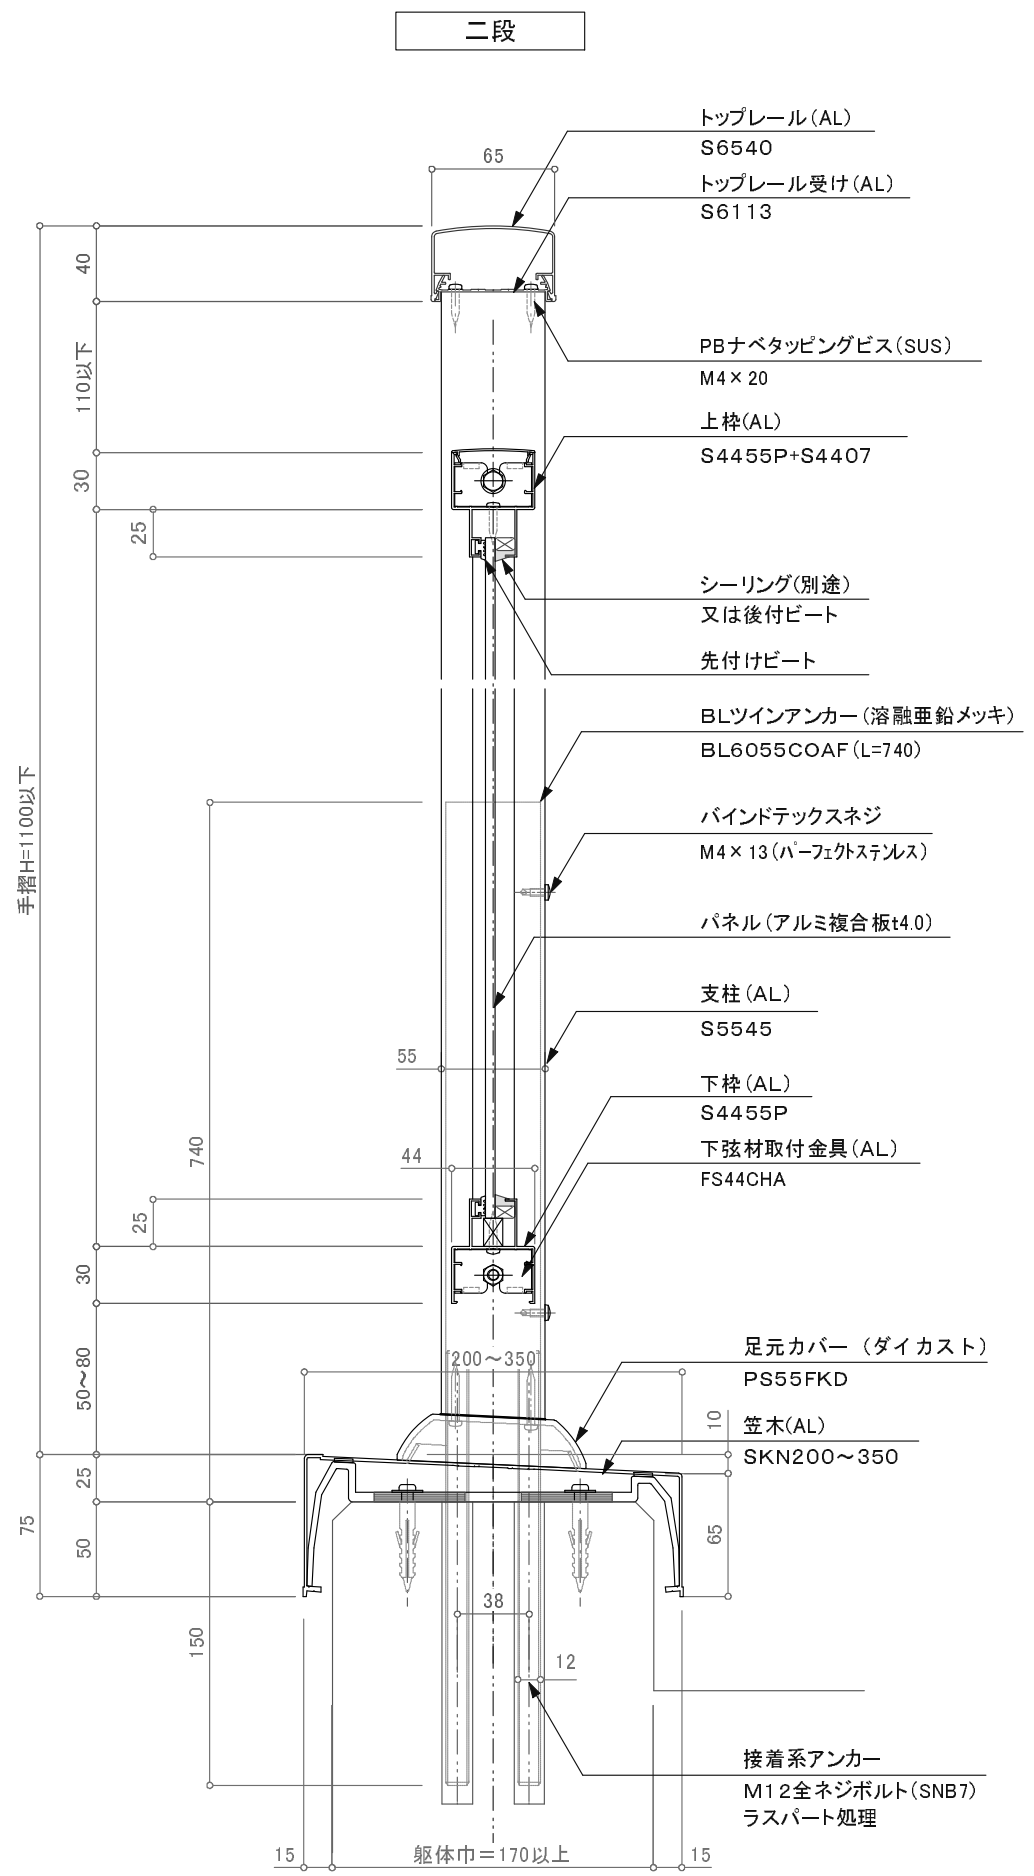 二段
トップレール(AL)
S6540
65
トップレール受け(AL)
S6113
40
PBナベタッピングビス(SUS)
M4×20
110以下
上枠(AL)
S4455P+S4407
30
25
シーリング(別途)
又は後付ビート
先付けビート
BLツインアンカー(溶融亜鉛メッキ)
BL6055COAF(L=740)
手摺H=1100以下
バインドテックスネジ
M4×13(パーフェクトステンレス)
パネル(アルミ複合板t4.0)
支柱(AL)
S5545
55
下枠(AL)
S4455P
740
44
下弦材取付金具(AL)
FS44CHA
25
30
足元カバー(ダイカスト)
PS55FKD
200～350
50～80
10
笠木(AL)
SKN200～350
25
75
50
65
38
150
12
接着系アンカー
M12全ネジボルト(SNB7)
ラスパート処理
15
躯体巾=170以上
15